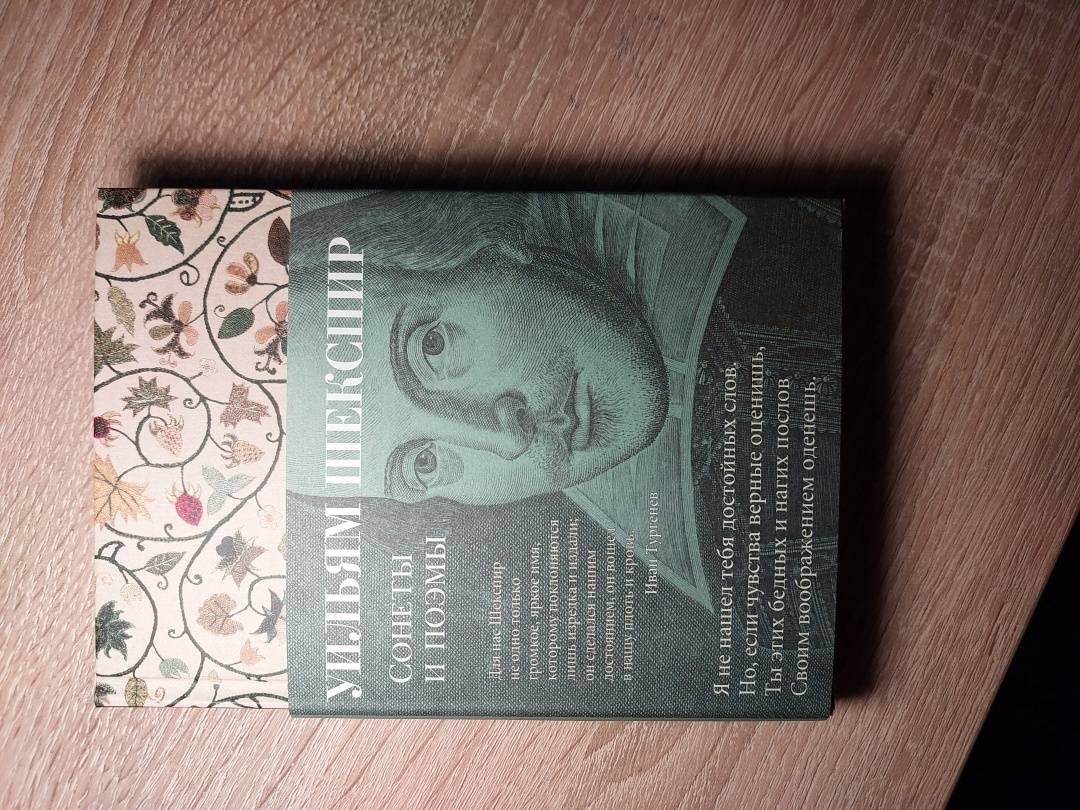 УИЛЬЯМ ШЕКСПИР
СОНЕТЫ
И ПОЭМЫ
Для нас Шекспир
не одно только
громкое, яркое имя,
которому поклоняются
лишь изредка и издали;
он сделался нашим
достоянием, он вошел
в нашу плоть и кровь.
Иван Тургенев
Я не нашел тебя достойных слов,
Но, если чувства верные оценишь,
Ты этих бедных и нагих послов
Своим воображением оденешь.